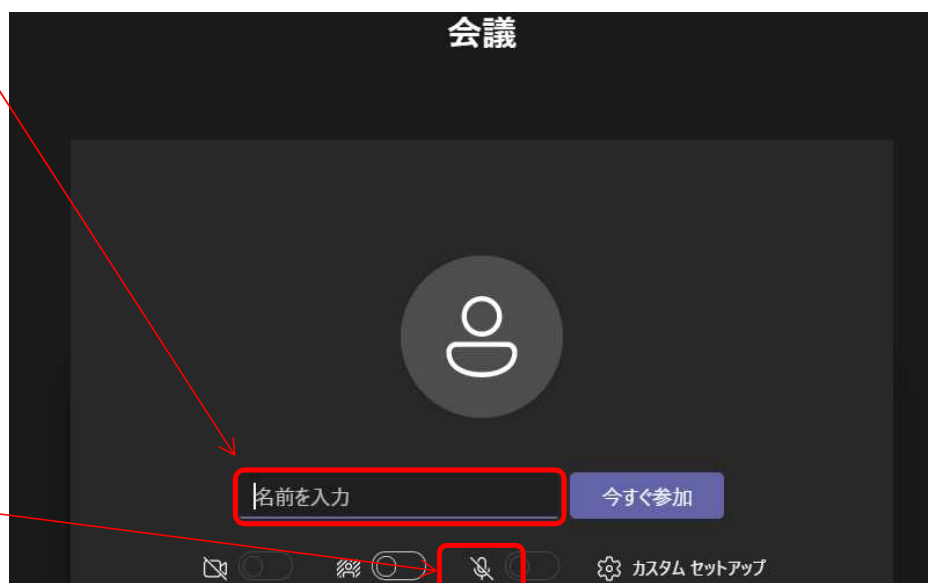 会議
名前を入力
今すぐ参加
カスタム セットアップ